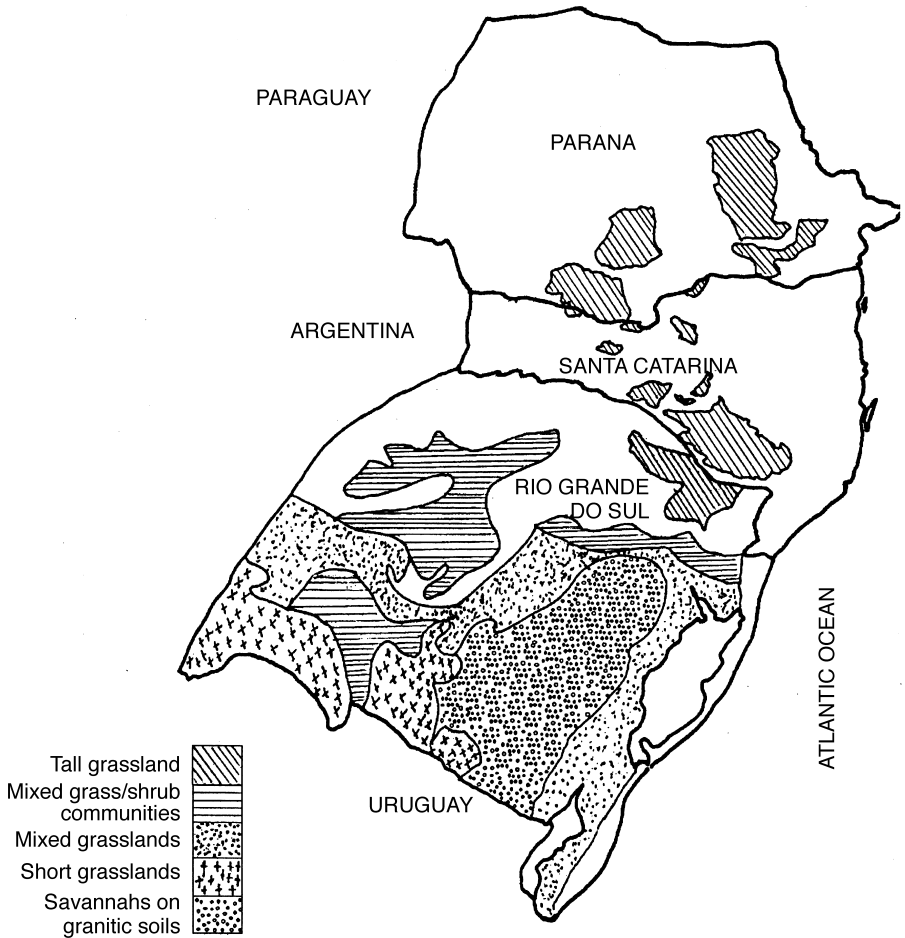 PARAGUAY
PARANA
ARGENTINA
SANTA CATARINA
RIO GRANDE
DO SUL
ATLANTIC OCEAN
URUGUAY
Tall grassland
Mixed grass/shrub
communities
Mixed grasslands
Short grasslands
Savannahs on
granitic soils